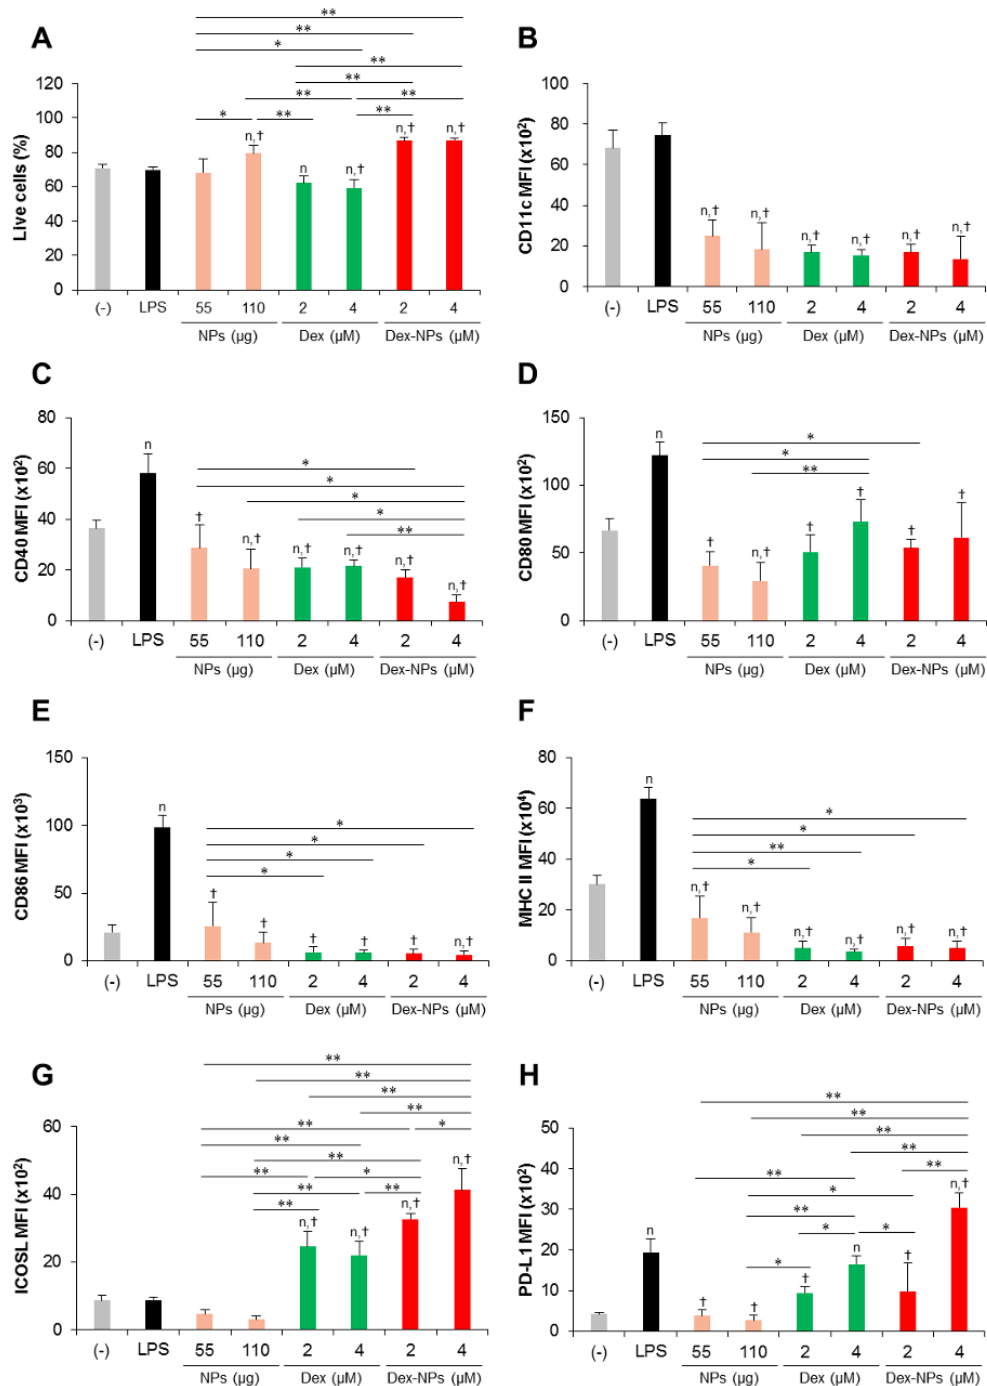 A
**
**
*
**
**
** **
* ** **
Live cells (%)
120
100
80
60
40
20
0
n,† n n,† n,† n,†
(-) LPS 55 110 2 4 2 4
NPs (μg) Dex (μM) Dex-NPs (μM)
B
CD11c MFI (x10²)
100
80
60
40
20
0
n,† n,† n,† n,† n,† n,†
(-) LPS 55 110 2 4 2 4
NPs (μg) Dex (μM) Dex-NPs (μM)
C
CD40 MFI (x10²)
80
60
40
20
0
n
*
*
*
*
**
† n,† n,† n,† n,† n,†
(-) LPS 55 110 2 4 2 4
NPs (μg) Dex (μM) Dex-NPs (μM)
D
CD80 MFI (x10²)
150
100
50
0
n
*
*
**
† n,† † † † †
(-) LPS 55 110 2 4 2 4
NPs (μg) Dex (μM) Dex-NPs (μM)
E
CD86 MFI (x10³)
150
100
50
0
n
*
*
*
*
† † † † † n,†
(-) LPS 55 110 2 4 2 4
NPs (μg) Dex (μM) Dex-NPs (μM)
F
MHC II MFI (x10⁴)
80
60
40
20
0
n
*
*
**
*
n,† n,† n,† n,† n,† n,†
(-) LPS 55 110 2 4 2 4
NPs (μg) Dex (μM) Dex-NPs (μM)
G
**
**
**
**
** *
**
**
** *
** **
**
ICOSL MFI (x10²)
60
40
20
0
n,† n,† n,† n,†
(-) LPS 55 110 2 4 2 4
NPs (μg) Dex (μM) Dex-NPs (μM)
H
**
**
**
**
** **
*
**
* *
*
PD-L1 MFI (x10²)
50
40
30
20
10
0
n † † † n † n,†
(-) LPS 55 110 2 4 2 4
NPs (μg) Dex (μM) Dex-NPs (μM)